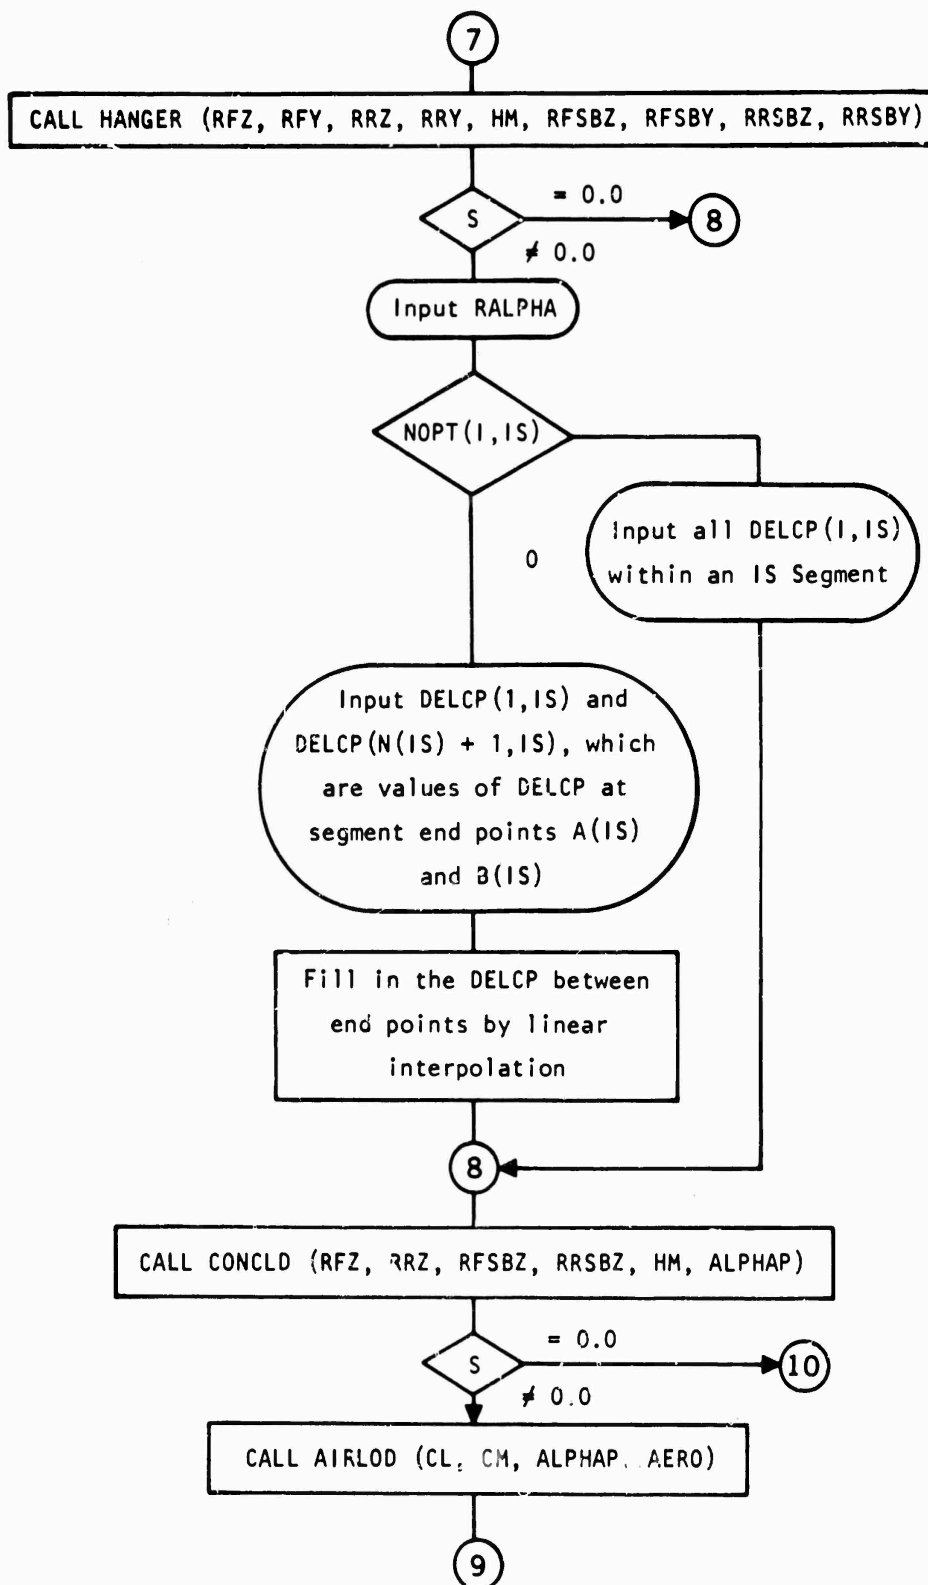 7
CALL HANGER (RFZ, RFY, RRZ, RRY, HM, RFSBZ, RFSBY, RRSBZ, RRSBY)
= 0.0
S
8
≠ 0.0
Input RALPHA
NOPT(I,IS)
Input all DELCP(I,IS)
within an IS Segment
0
Input DELCP(1,IS) and
DELCP(N(IS) + 1,IS), which
are values of DELCP at
segment end points A(IS)
and B(IS)
Fill in the DELCP between
end points by linear
interpolation
8
CALL CONCLD (RFZ, RRZ, RFSBZ, RRSBZ, HM, ALPHAP)
= 0.0
S
10
≠ 0.0
CALL AIRLOD (CL, CM, ALPHAP, AERO)
9